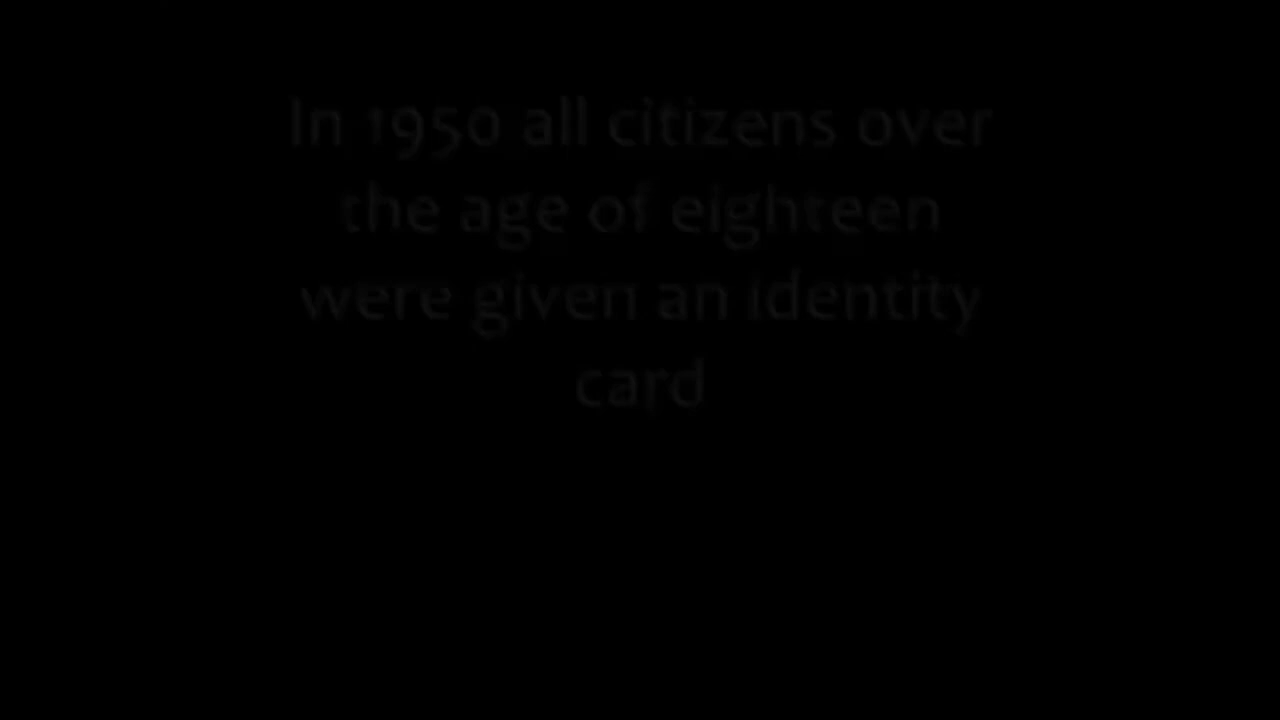 In 1950 all citizens over
the age of eighteen
were given an identity
card